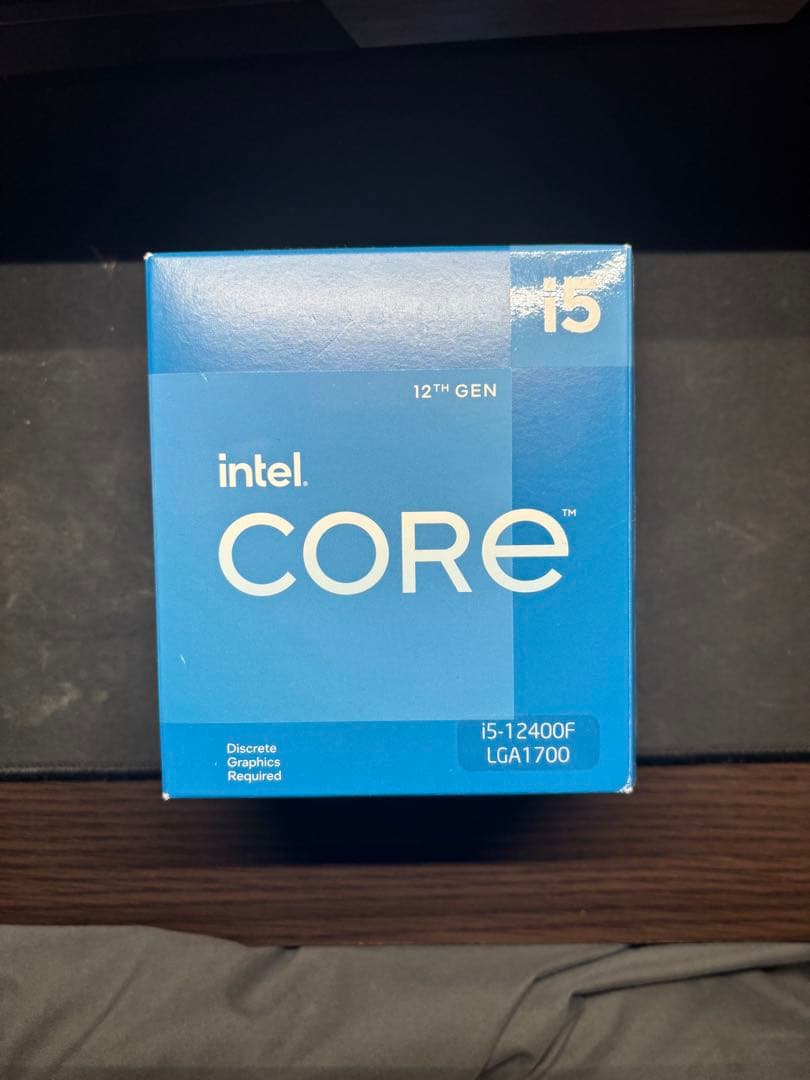 i5
12TH GEN
intel.
CORe™
Discrete
Graphics
Required
i5-12400F
LGA1700